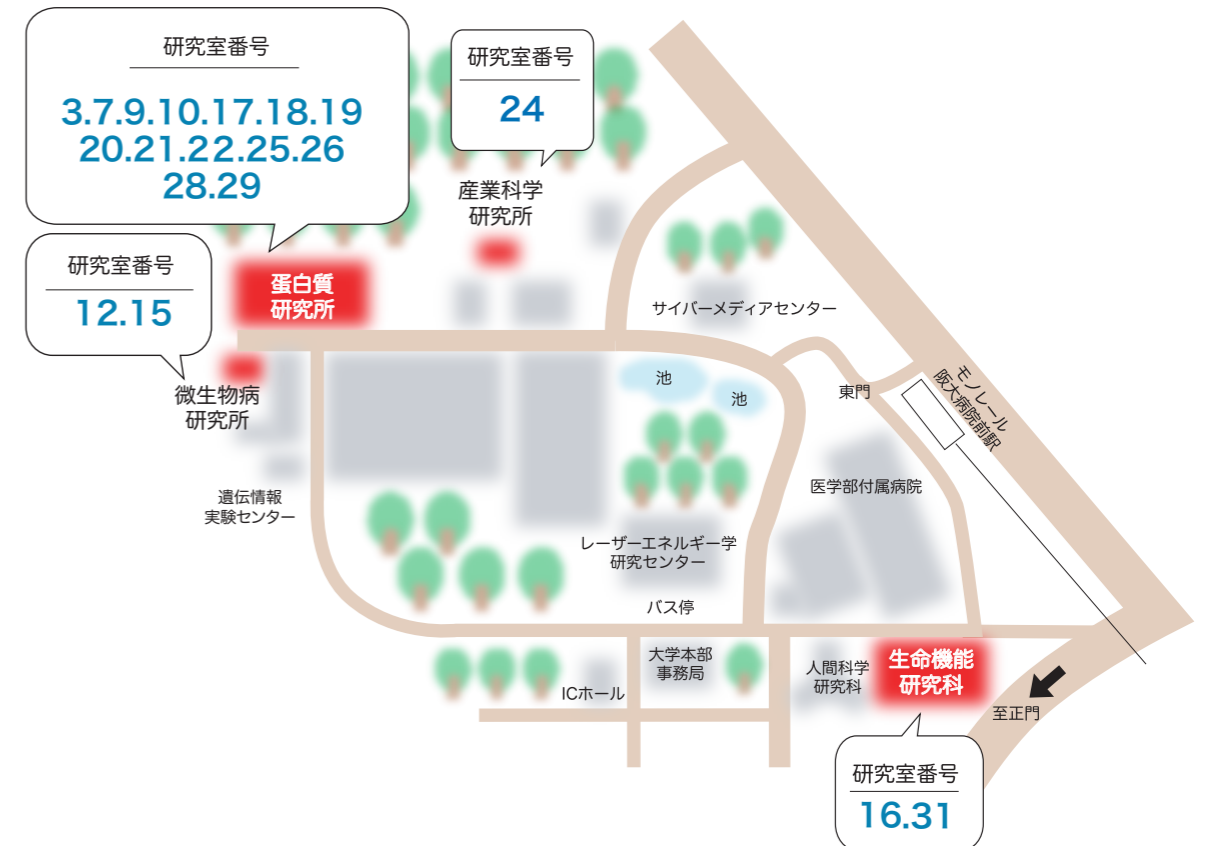 研究室番号
3.7.9.10.17.18.19
20.21.22.25.26
28.29
研究室番号
24
産業科学
研究所
研究室番号
12.15
蛋白質
研究所
微生物病
研究所
サイバーメディアセンター
池
池
東門
モノレール
阪大病院前駅
医学部付属病院
遺伝情報
実験センター
レーザーエネルギー学
研究センター
バス停
大学本部
事務局
ICホール
人間科学
研究科
生命機能
研究科
至正門
研究室番号
16.31